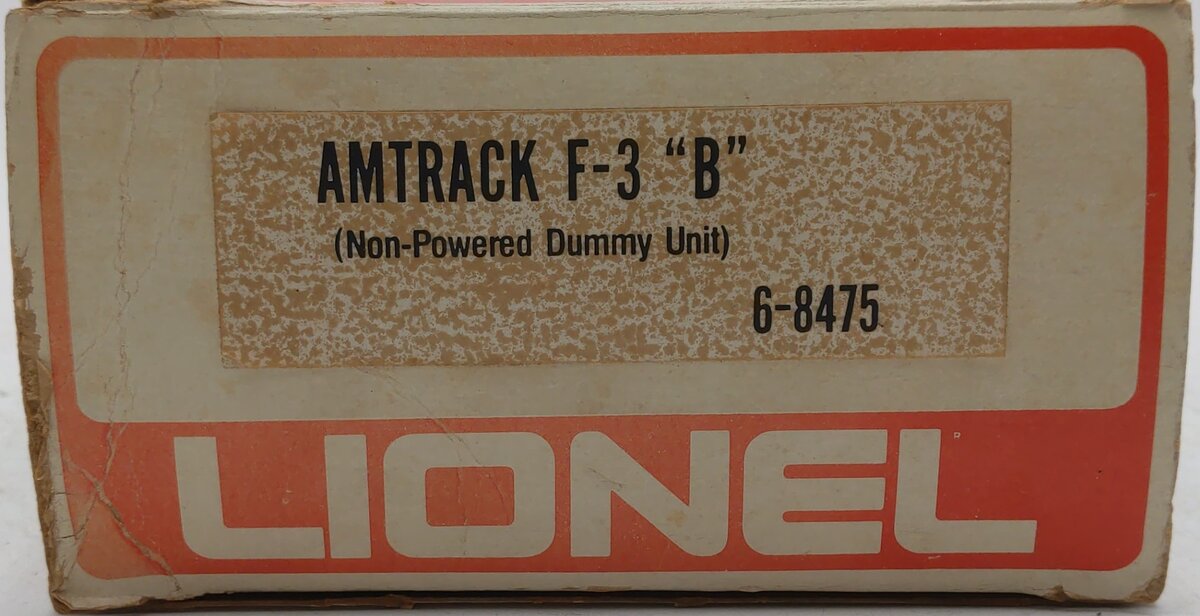 AMTRACK F-3 “B”
(Non-Powered Dummy Unit)
6-8475
LIONEL
R